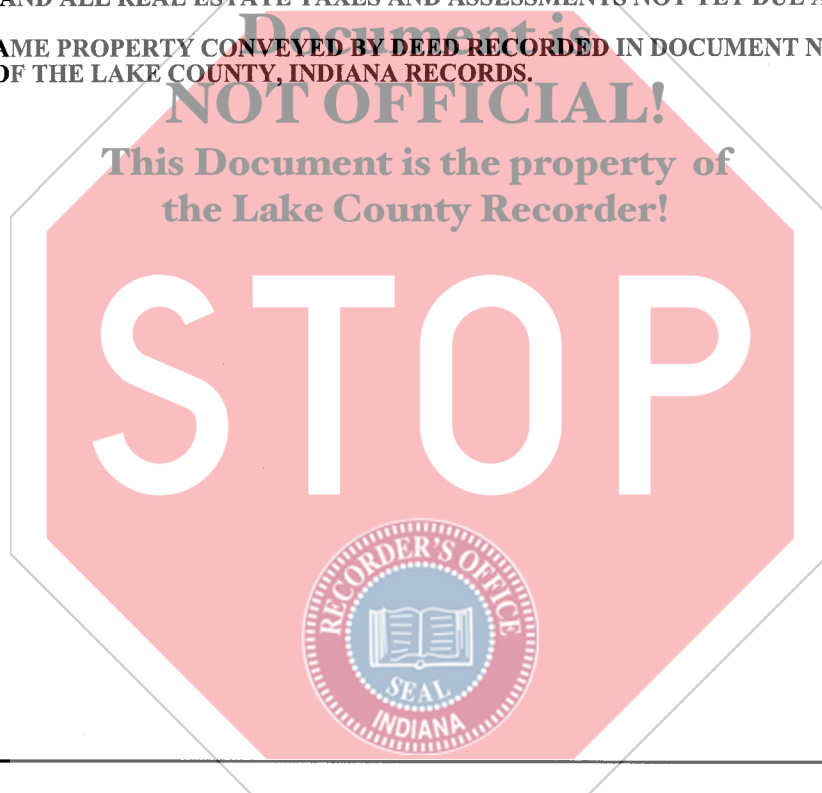 AND ALL REAL ESTATE TAXES AND ASSESSMENTS NOT YET DUE A
Document is
AME PROPERTY CONVEYED BY DEED RECORDED IN DOCUMENT N
OF THE LAKE COUNTY, INDIANA RECORDS.
NOT OFFICIAL!
This Document is the property of
the Lake County Recorder!
STOP
RECORDER'S OFFICE
SEAL
INDIANA